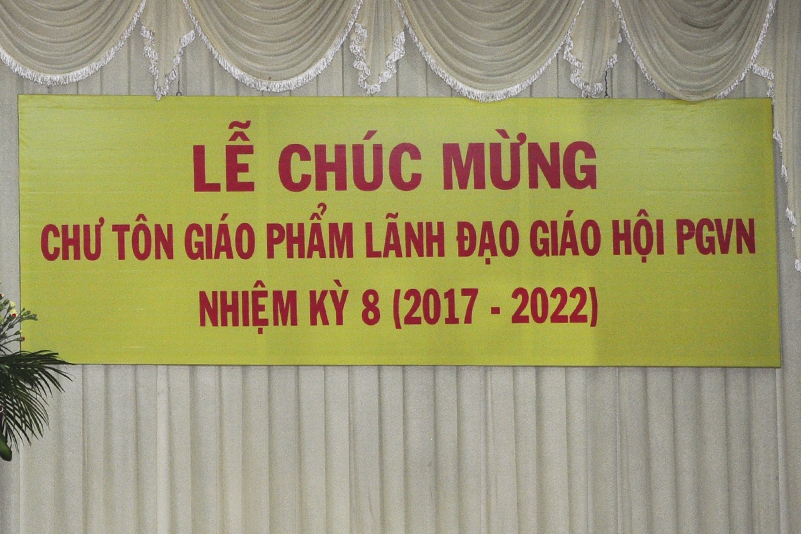 LỄ CHÚC MỪNG
CHƯ TÔN GIÁO PHẨM LÃNH ĐẠO GIÁO HỘI PGVN
NHIỆM KỲ 8 (2017 - 2022)